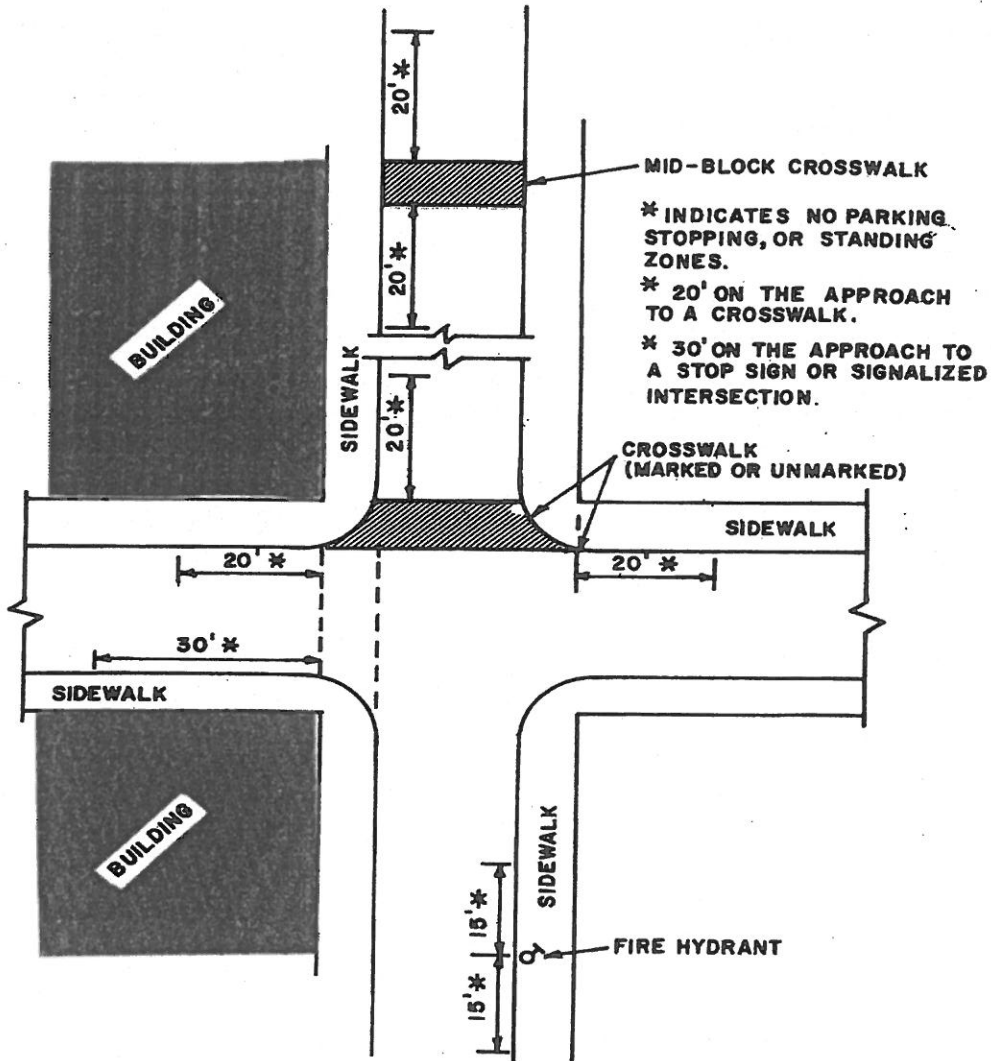 20'*
MID-BLOCK CROSSWALK
* INDICATES NO PARKING
STOPPING, OR STANDING
ZONES.
20'*
* 20' ON THE APPROACH
TO A CROSSWALK.
BUILDING
* 30' ON THE APPROACH TO
A STOP SIGN OR SIGNALIZED
INTERSECTION.
SIDEWALK
20'*
CROSSWALK
(MARKED OR UNMARKED)
SIDEWALK
20' *
20' *
30' *
SIDEWALK
BUILDING
SIDEWALK
15'*
FIRE HYDRANT
15'*